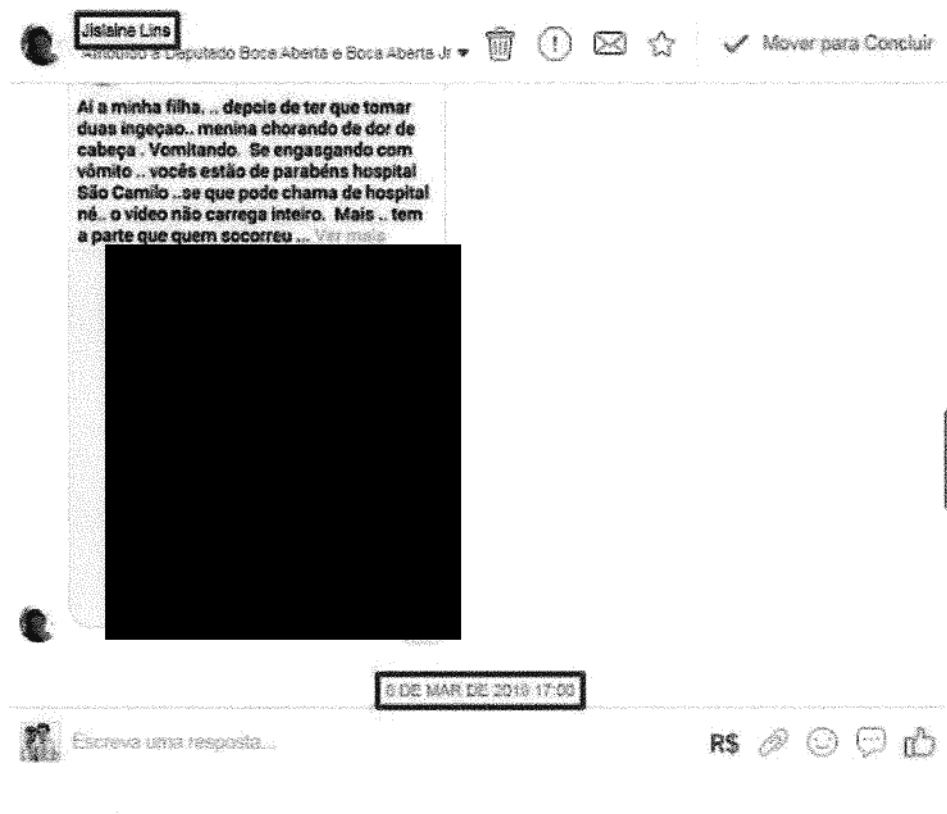 Jislaine Lins
Atribuído a Deputado Boca Aberta e Boca Aberta Jr
Mover para Concluir
Ai a minha filha. .. depois de ter que tomar
duas ingeçao.. menina chorando de dor de
cabeça . Vomitando. Se engasgando com
vômito .. vocês estão de parabéns hospital
São Camilo ..se que pode chama de hospital
né.. o video não carrega inteiro. Mais .. tem
a parte que quem socorreu ... Ver mais
DE MAR DE 2019 17:00
Escreva uma resposta...
R$